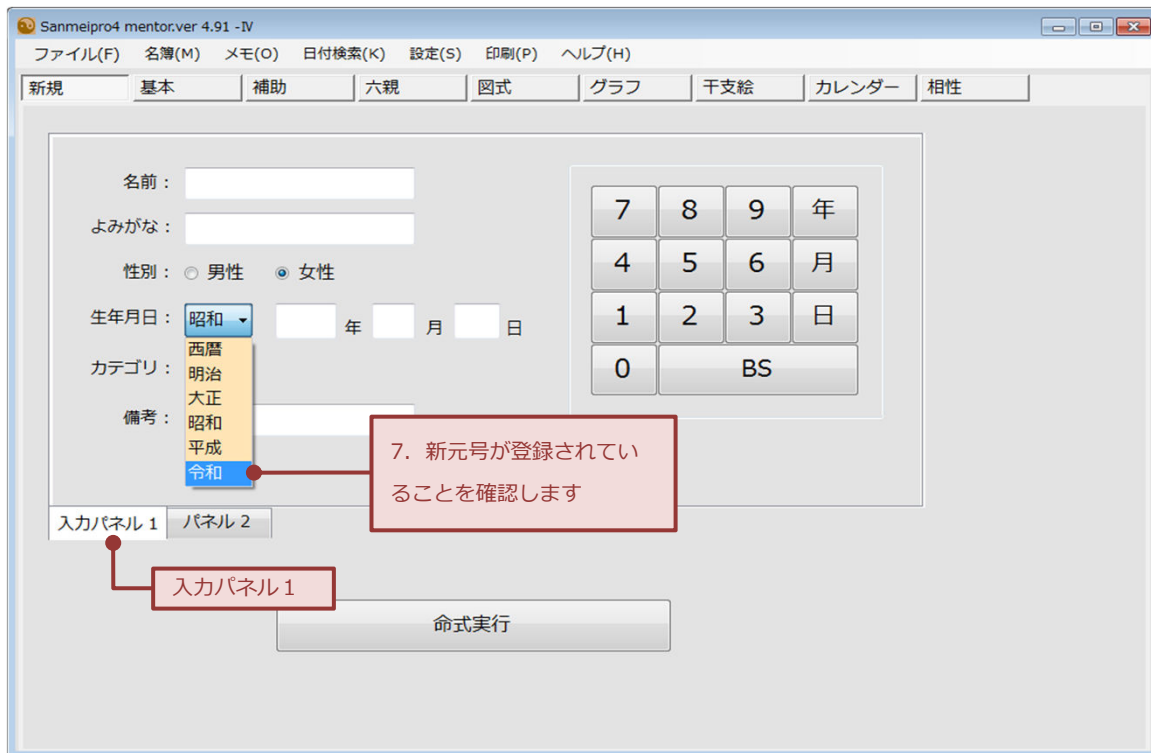 Sanmeipro4 mentor.ver 4.91 -Ⅳ
ファイル(F) 名簿(M) メモ(O) 日付検索(K) 設定(S) 印刷(P) ヘルプ(H)
新規 基本 補助 六親 図式 グラフ 干支絵 カレンダー 相性
名前：
よみがな：
性別： 男性 女性
生年月日： 昭和 年 月 日
西暦
明治
大正
昭和
平成
令和
カテゴリ：
備考：
7 8 9 年
4 5 6 月
1 2 3 日
0 BS
7．新元号が登録されてい
ることを確認します
入力パネル 1 パネル 2
入力パネル１
命式実行